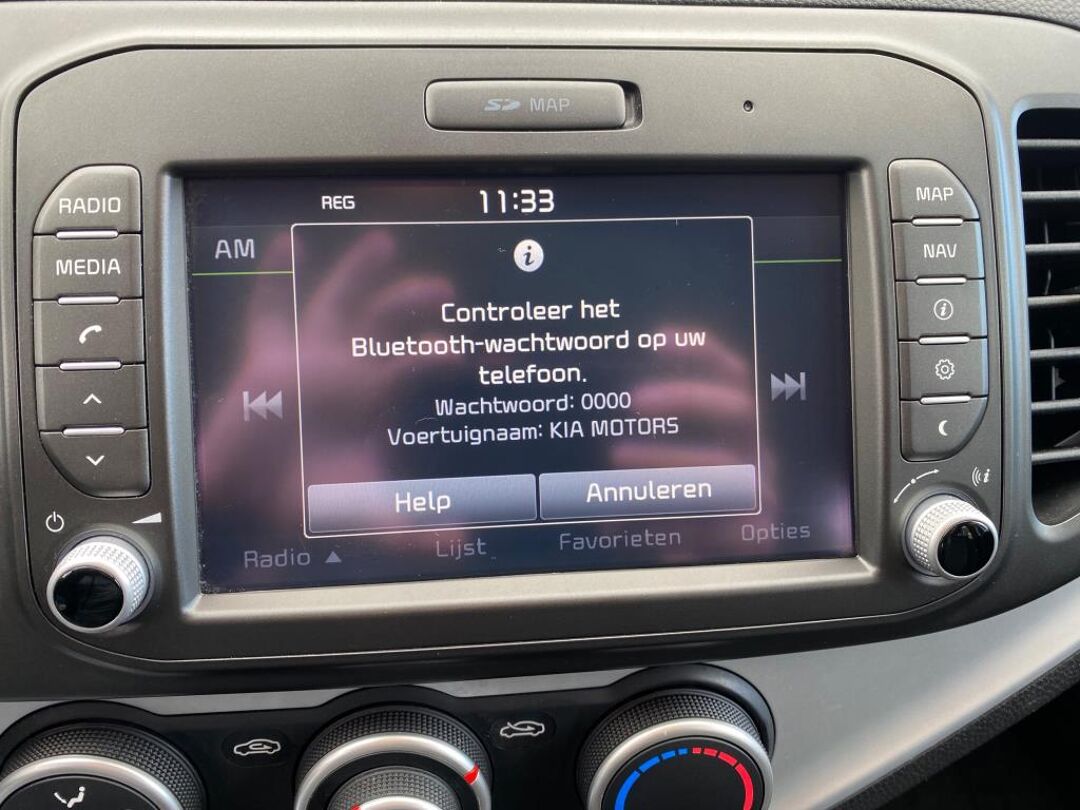 SD MAP
RADIO
MEDIA
REG 11:33
AM
Controleer het
Bluetooth-wachtwoord op uw
telefoon.
Wachtwoord: 0000
Voertuignaam: KIA MOTORS
Help Annuleren
Radio ▲ Lijst Favorieten Opties
MAP
NAV